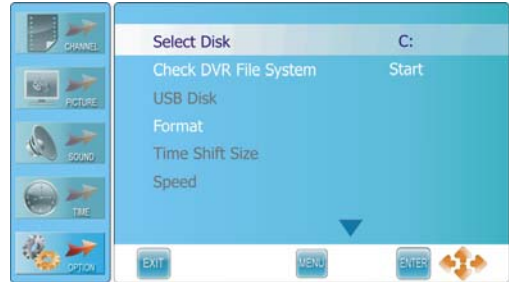 CHANNEL
PICTURE
SOUND
TIME
OPTION
Select Disk C:
Check DVR File System Start
USB Disk
Format
Time Shift Size
Speed
EXIT MENU ENTER